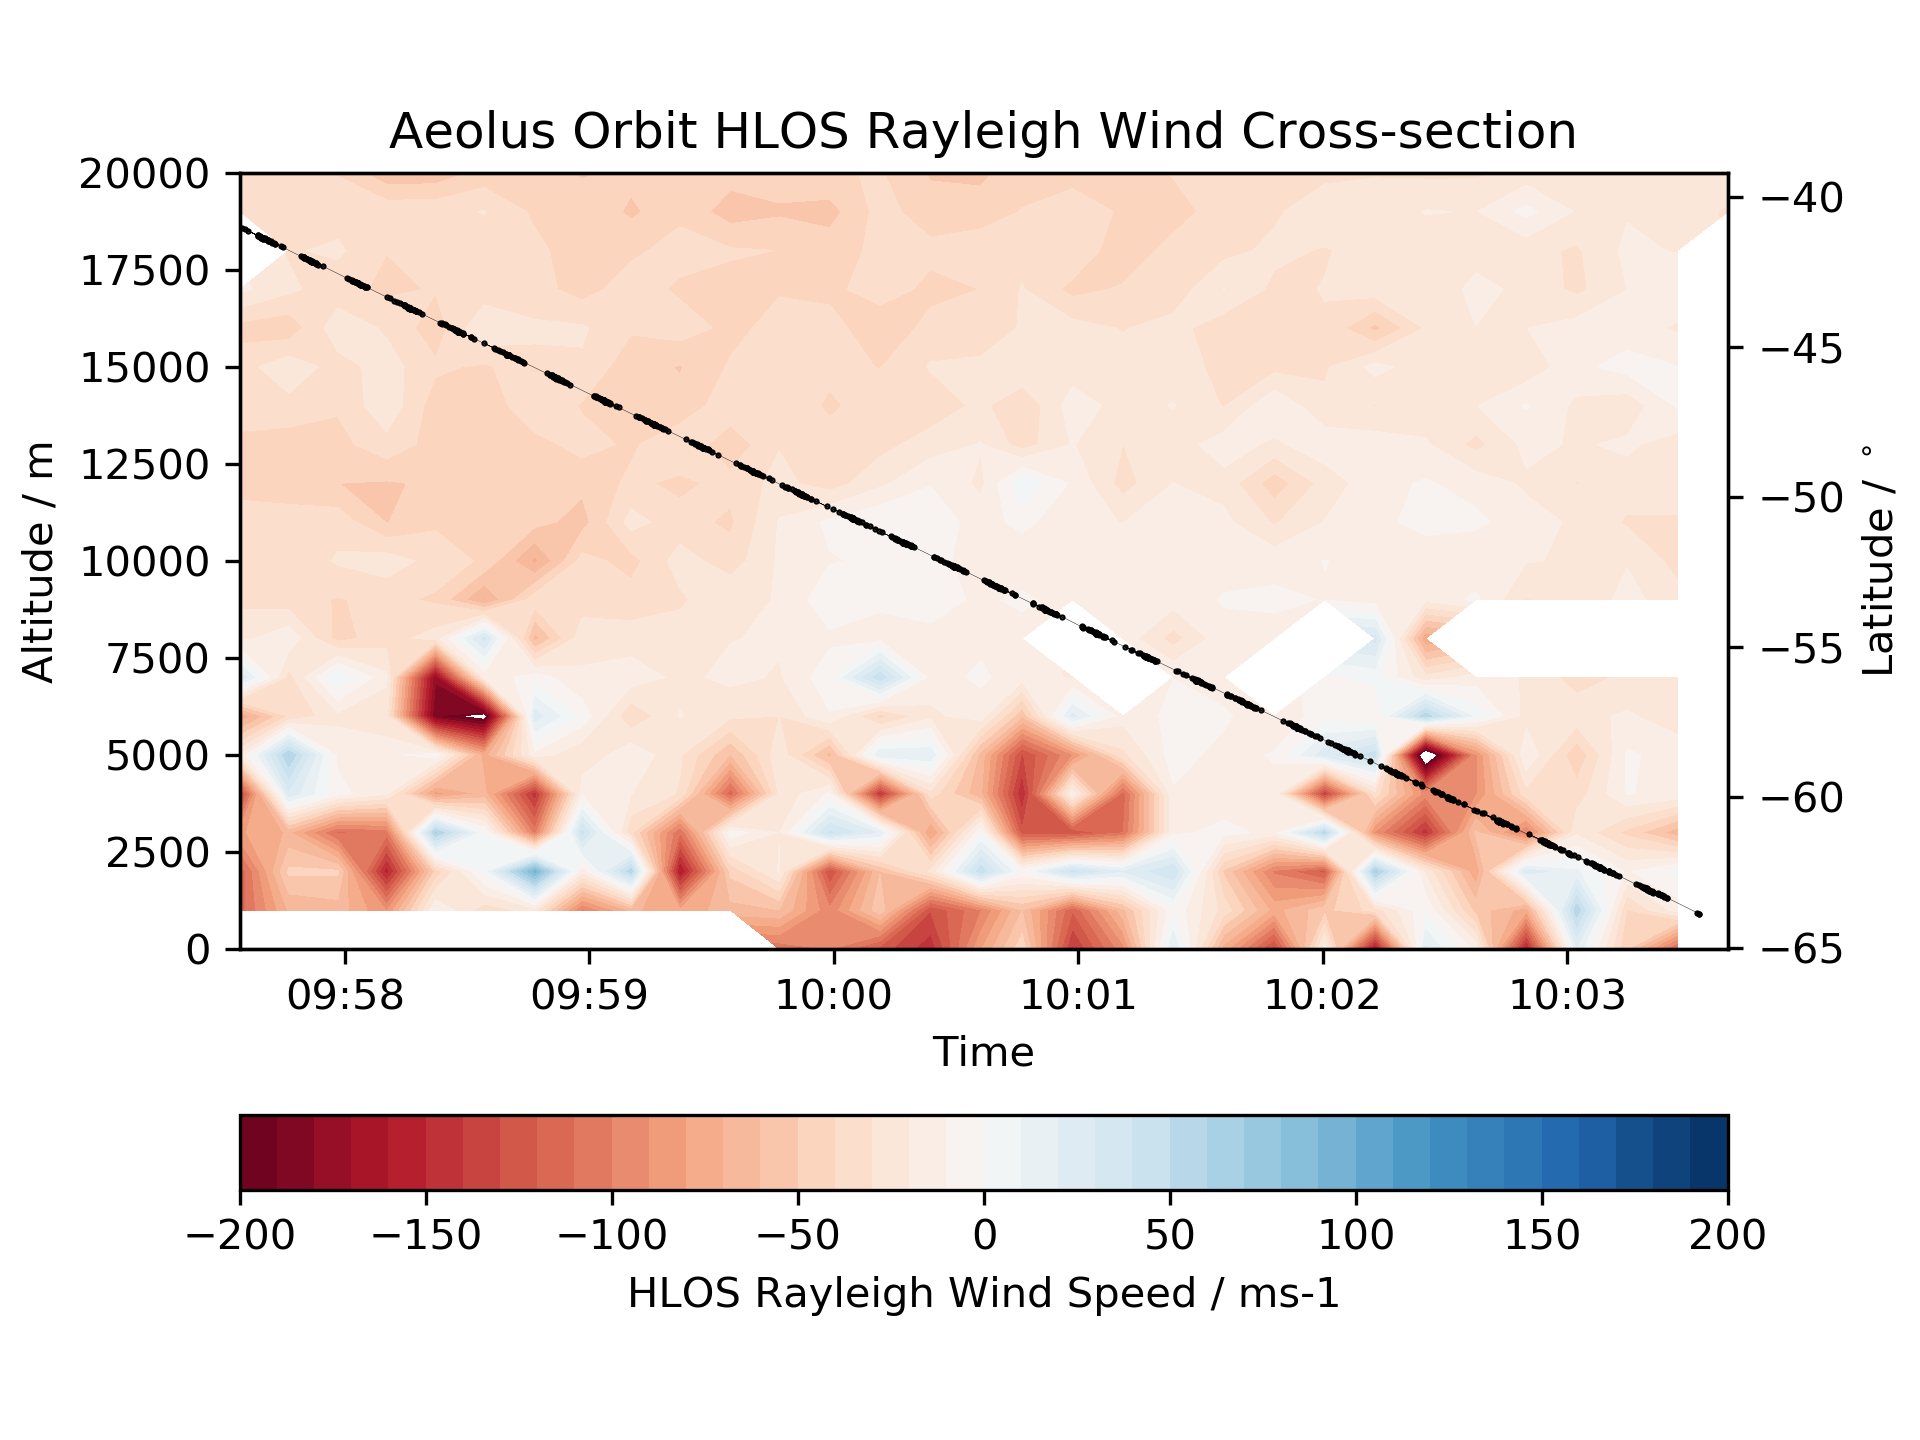 Aeolus Orbit HLOS Rayleigh Wind Cross-section
20000
17500
15000
12500
10000
7500
5000
2500
0
Altitude / m
−40
−45
−50
−55
−60
−65
Latitude / °
09:58 09:59 10:00 10:01 10:02 10:03
Time
−200 −150 −100 −50 0 50 100 150 200
HLOS Rayleigh Wind Speed / ms-1